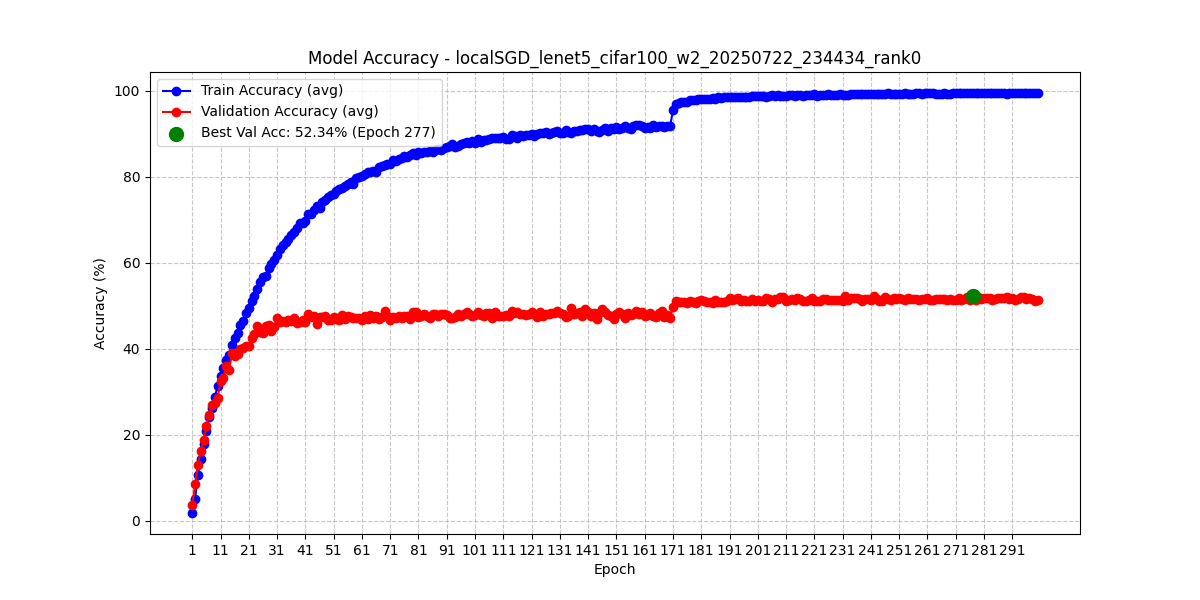 Model Accuracy - localSGD_lenet5_cifar100_w2_20250722_234434_rank0
Train Accuracy (avg)
Validation Accuracy (avg)
Best Val Acc: 52.34% (Epoch 277)
Accuracy (%)
100
80
60
40
20
0
1 11 21 31 41 51 61 71 81 91 101 111 121 131 141 151 161 171 181 191 201 211 221 231 241 251 261 271 281 291
Epoch